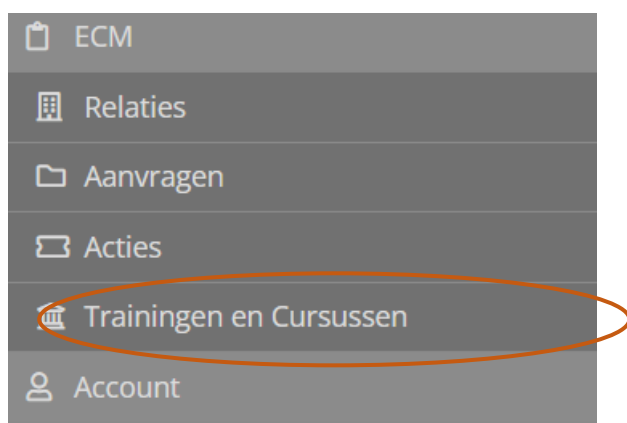 ECM
Relaties
Aanvragen
Acties
Trainingen en Cursussen
Account